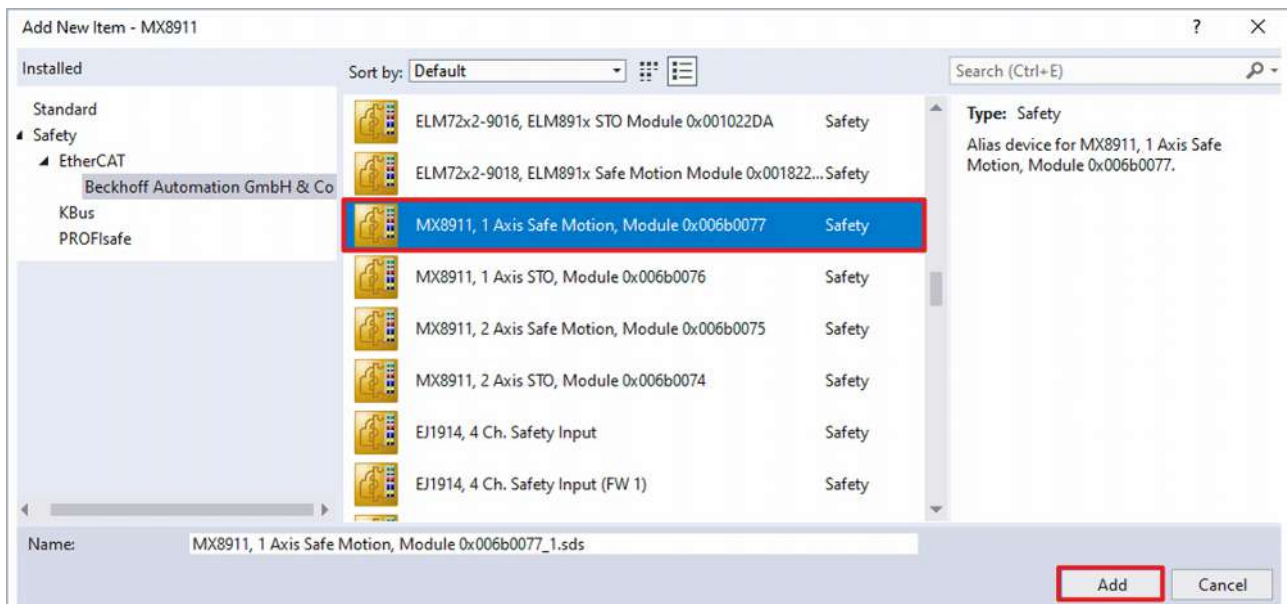 Add New Item - MX8911
?
Installed
Sort by: Default
Search (Ctrl+E)
Standard
Safety
EtherCAT
Beckhoff Automation GmbH & Co
KBus
PROFIsafe
ELM72x2-9016, ELM891x STO Module 0x001022DA Safety
ELM72x2-9018, ELM891x Safe Motion Module 0x001822... Safety
MX8911, 1 Axis Safe Motion, Module 0x006b0077 Safety
MX8911, 1 Axis STO, Module 0x006b0076 Safety
MX8911, 2 Axis Safe Motion, Module 0x006b0075 Safety
MX8911, 2 Axis STO, Module 0x006b0074 Safety
EJ1914, 4 Ch. Safety Input Safety
EJ1914, 4 Ch. Safety Input (FW 1) Safety
Type: Safety
Alias device for MX8911, 1 Axis Safe
Motion, Module 0x006b0077.
Name: MX8911, 1 Axis Safe Motion, Module 0x006b0077_1.sds
Add Cancel